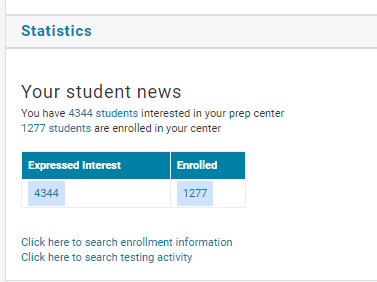 Statistics
Your student news
You have 4344 students interested in your prep center
1277 students are enrolled in your center
Expressed Interest Enrolled
4344 1277
Click here to search enrollment information
Click here to search testing activity